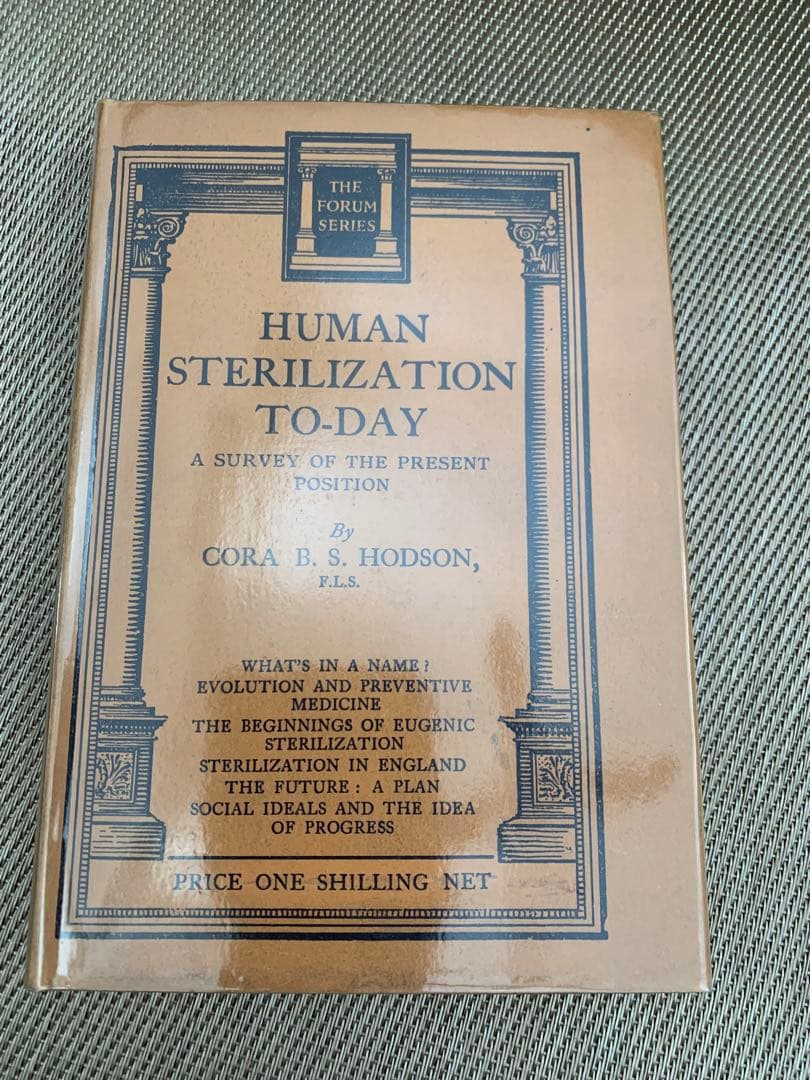 THE
FORUM
SERIES
HUMAN
STERILIZATION
TO-DAY
A SURVEY OF THE PRESENT
POSITION
By
CORA B. S. HODSON,
F.L.S.
WHAT'S IN A NAME?
EVOLUTION AND PREVENTIVE
MEDICINE
THE BEGINNINGS OF EUGENIC
STERILIZATION
STERILIZATION IN ENGLAND
THE FUTURE: A PLAN
SOCIAL IDEALS AND THE IDEA
OF PROGRESS
PRICE ONE SHILLING NET